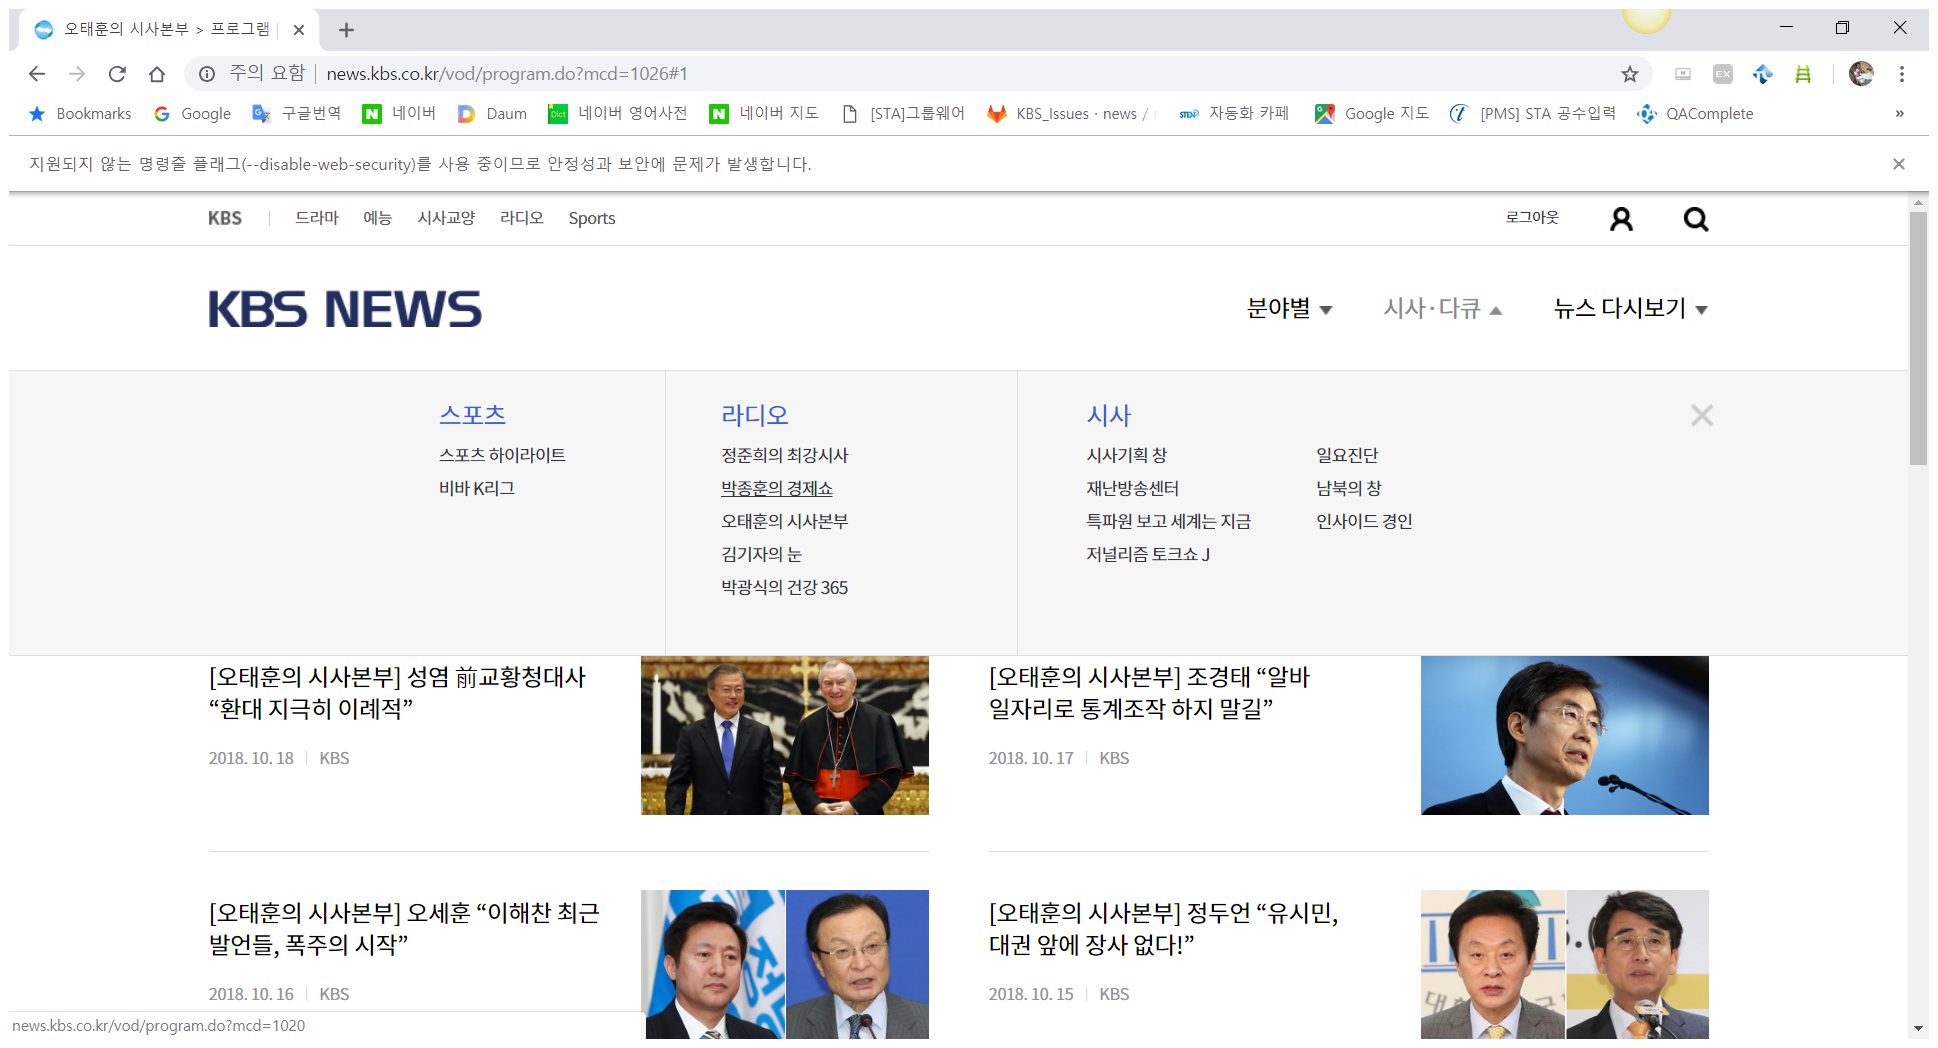 오태훈의 시사본부 > 프로그램
주의 요함 | news.kbs.co.kr/vod/program.do?mcd=1026#1
EX
Bookmarks Google 구글번역 네이버 Daum 네이버 영어사전 네이버 지도 [STA]그룹웨어 KBS_Issues · news / 자동화 카페 Google 지도 [PMS] STA 공수입력 QAComplete »
지원되지 않는 명령줄 플래그(--disable-web-security)를 사용 중이므로 안정성과 보안에 문제가 발생합니다.
KBS | 드라마 예능 시사교양 라디오 Sports 로그아웃
KBS NEWS 분야별 ▼ 시사·다큐 ▲ 뉴스 다시보기 ▼
스포츠
스포츠 하이라이트
비바 K리그
라디오
정준희의 최강시사
박종훈의 경제쇼
오태훈의 시사본부
김기자의 눈
박광식의 건강 365
시사
시사기획 창
재난방송센터
특파원 보고 세계는 지금
저널리즘 토크쇼 J
일요진단
남북의 창
인사이드 경인
[오태훈의 시사본부] 성염 前교황청대사
“환대 지극히 이례적”
2018. 10. 18 | KBS
[오태훈의 시사본부] 조경태 “알바
일자리로 통계조작 하지 말길”
2018. 10. 17 | KBS
[오태훈의 시사본부] 오세훈 “이해찬 최근
발언들, 폭주의 시작”
2018. 10. 16 | KBS
[오태훈의 시사본부] 정두언 “유시민,
대권 앞에 장사 없다!”
2018. 10. 15 | KBS
news.kbs.co.kr/vod/program.do?mcd=1020